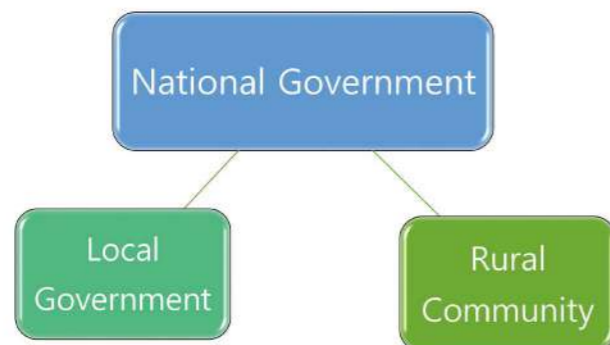 National Government
Local
Government
Rural
Community